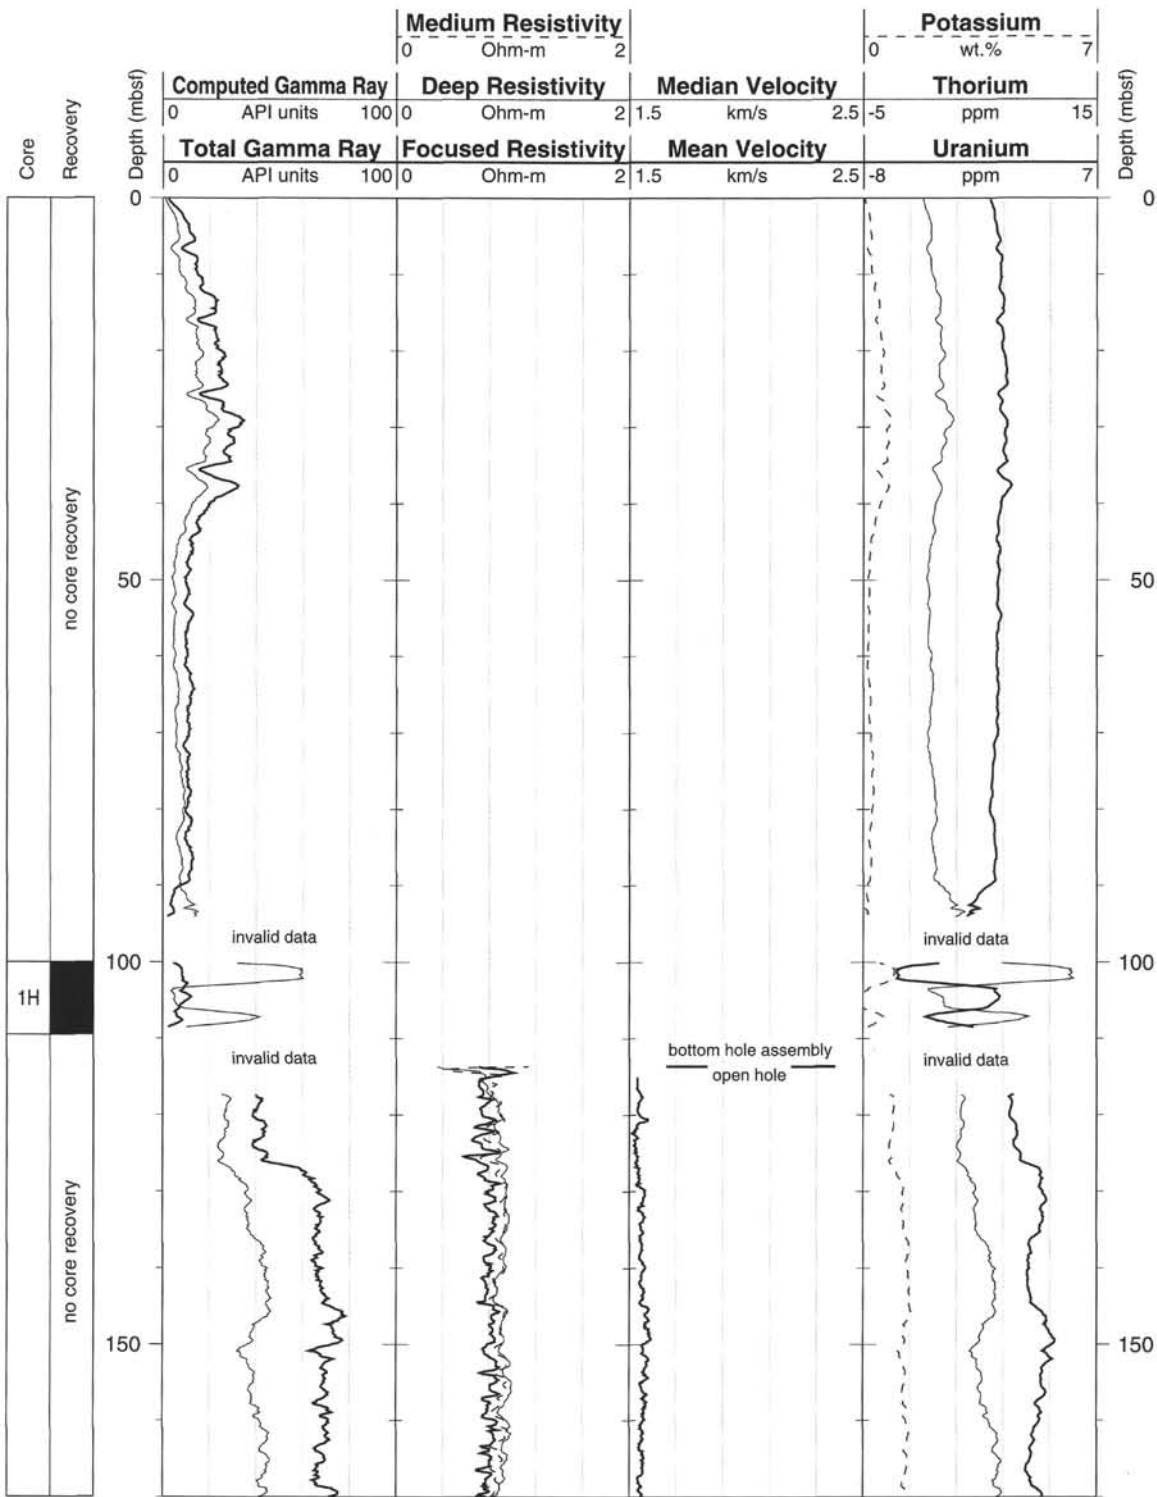 Medium Resistivity
0 Ohm-m 2
Potassium
0 wt.% 7
Computed Gamma Ray
0 API units 100
Deep Resistivity
0 Ohm-m 2
Median Velocity
1.5 km/s 2.5
Thorium
-5 ppm 15
Core
Recovery
Depth (mbsf)
Total Gamma Ray
0 API units 100
Focused Resistivity
0 Ohm-m 2
Mean Velocity
1.5 km/s 2.5
Uranium
-8 ppm 7
Depth (mbsf)
0
0
no core recovery
50
50
invalid data
invalid data
100
100
1H
invalid data
bottom hole assembly
open hole
invalid data
no core recovery
150
150